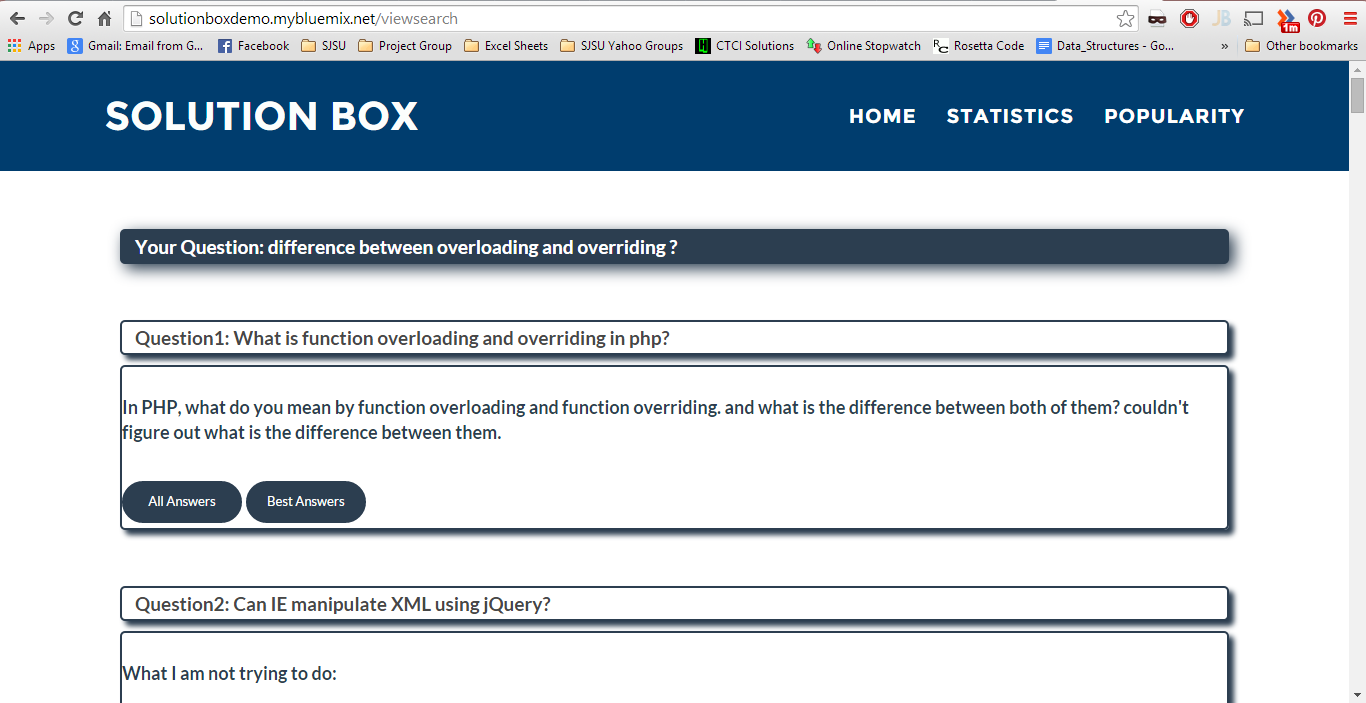 solutionboxdemo.mybluemix.net/viewsearch
JB
1m
Apps
Gmail: Email from G...
Facebook
SJSU
Project Group
Excel Sheets
SJSU Yahoo Groups
CTCI Solutions
Online Stopwatch
Rosetta Code
Data_Structures - Go...
»
Other bookmarks
SOLUTION BOX
HOME STATISTICS POPULARITY
Your Question: difference between overloading and overriding ?
Question1: What is function overloading and overriding in php?
In PHP, what do you mean by function overloading and function overriding. and what is the difference between both of them? couldn't
figure out what is the difference between them.
All Answers
Best Answers
Question2: Can IE manipulate XML using jQuery?
What I am not trying to do: